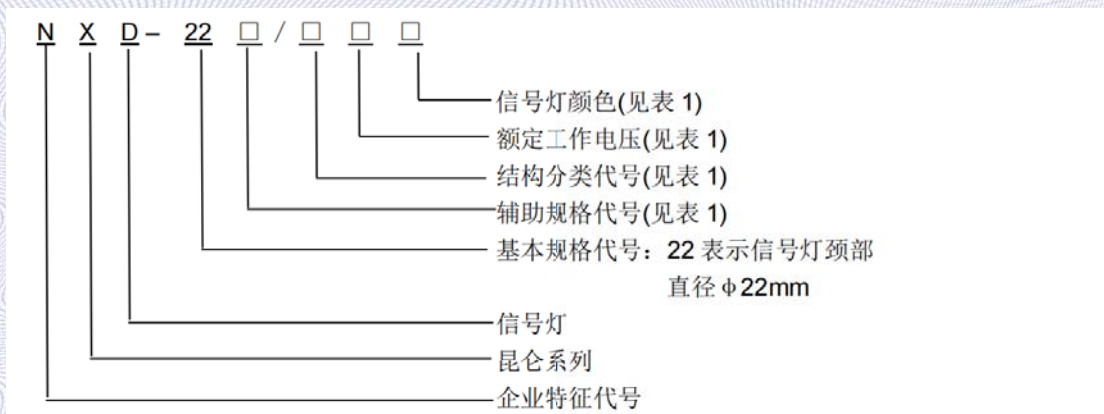 N X D – 22 □ / □ □ □
信号灯颜色(见表 1)
额定工作电压(见表 1)
结构分类代号(见表 1)
辅助规格代号(见表 1)
基本规格代号：22 表示信号灯颈部
直径 φ22mm
信号灯
昆仑系列
企业特征代号